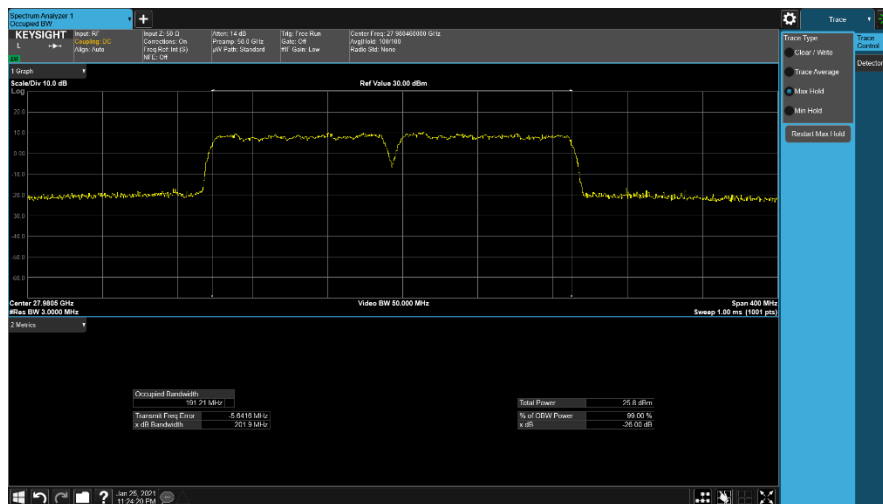 Spectrum Analyzer 1
Occupied BW
+
Trace
KEYSIGHT
L
Input: RF
Coupling: DC
Align: Auto
Input Z: 50 Ω
Corrections: On
Freq Ref: Int (S)
NFE: Off
Atten: 14 dB
Preamp: 50.0 GHz
µW Path: Standard
Trig: Free Run
Gate: Off
#IF Gain: Low
Center Freq: 27.980460000 GHz
Avg|Hold: 100/100
Radio Std: None
Trace Type
Clear / Write
Trace Average
Max Hold
Min Hold
Restart Max Hold
Trace
Control
Detector
1 Graph
Scale/Div 10.0 dB
Ref Value 30.00 dBm
Log
20.0
10.0
0.00
-10.0
-20.0
-30.0
-40.0
-50.0
-60.0
Center 27.9805 GHz
#Res BW 3.0000 MHz
Video BW 50.000 MHz
Span 400 MHz
Sweep 1.00 ms (1001 pts)
2 Metrics
Occupied Bandwidth
191.21 MHz
Transmit Freq Error -5.6416 MHz
x dB Bandwidth 201.9 MHz
Total Power 25.8 dBm
% of OBW Power 99.00 %
x dB -26.00 dB
?
Jan 25, 2021
11:24:20 PM